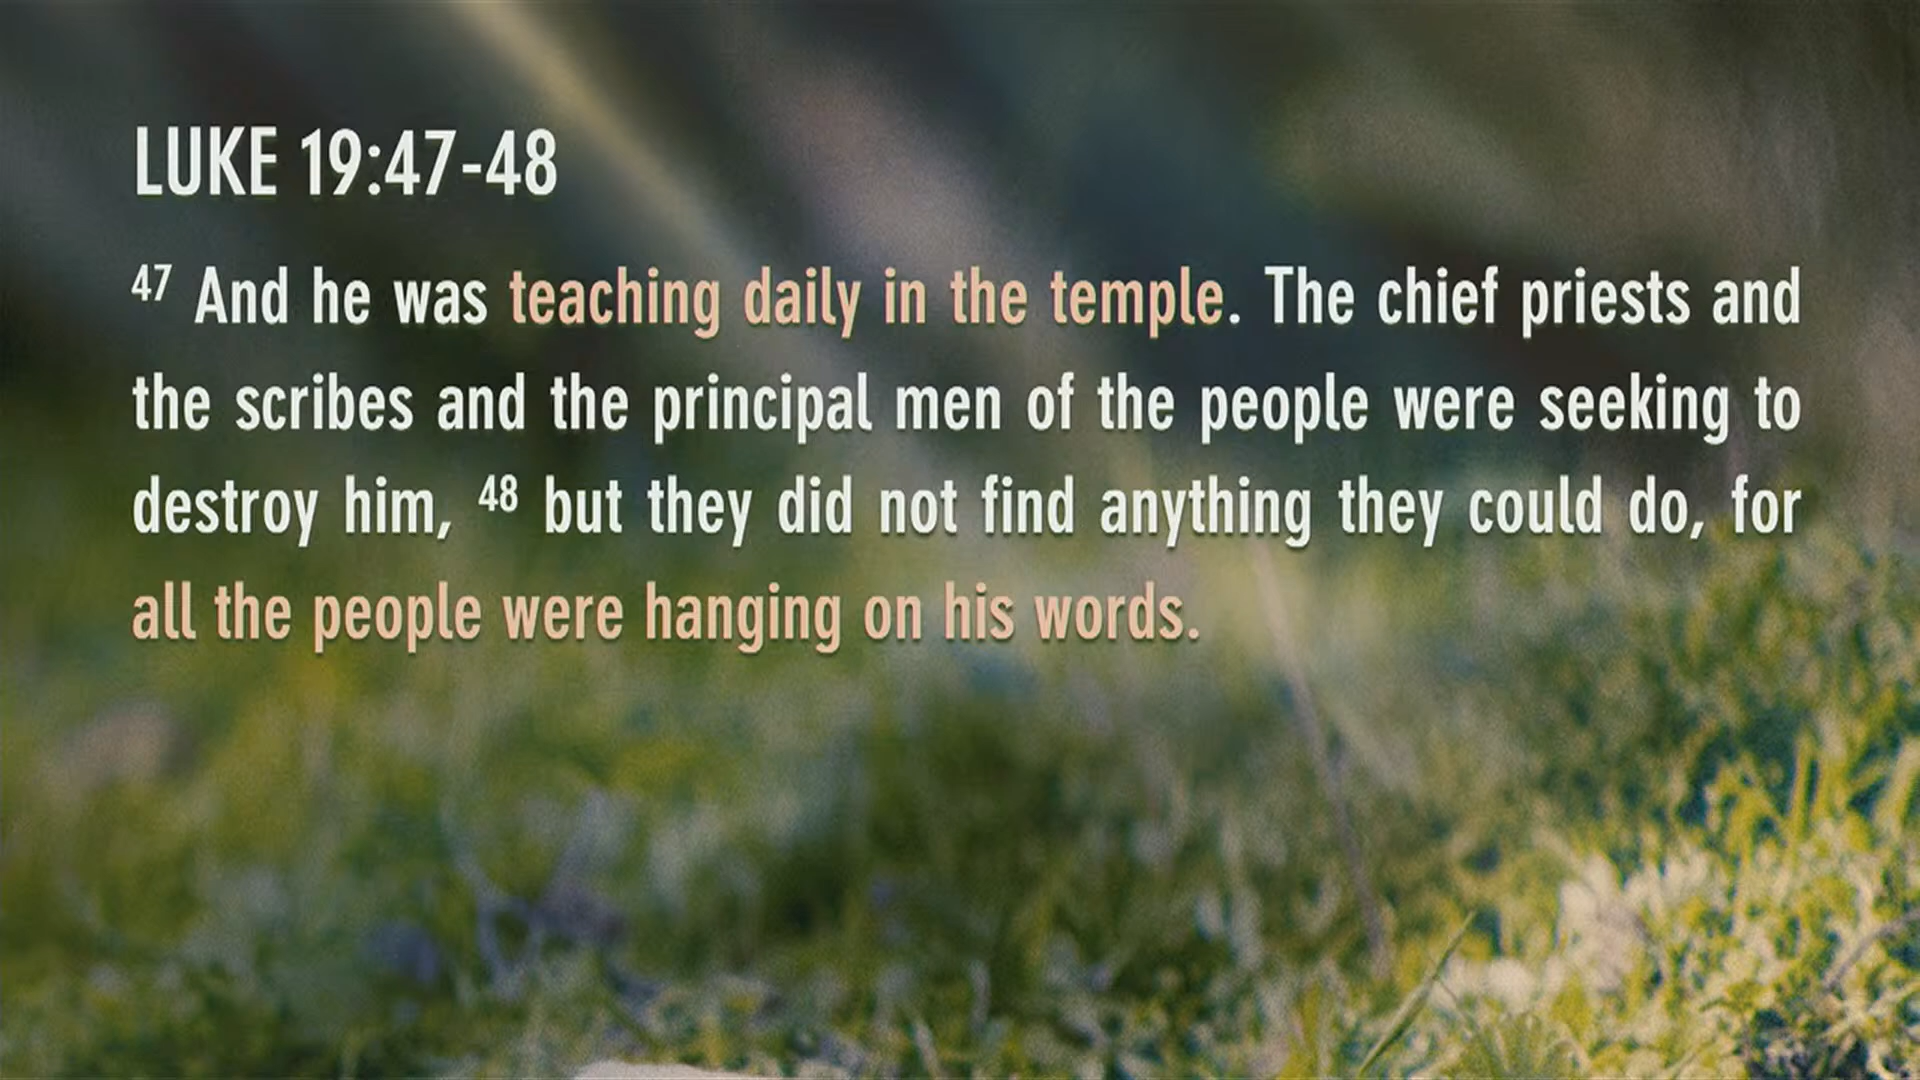 LUKE 19:47-48
47 And he was teaching daily in the temple. The chief priests and
the scribes and the principal men of the people were seeking to
destroy him, 48 but they did not find anything they could do, for
all the people were hanging on his words.